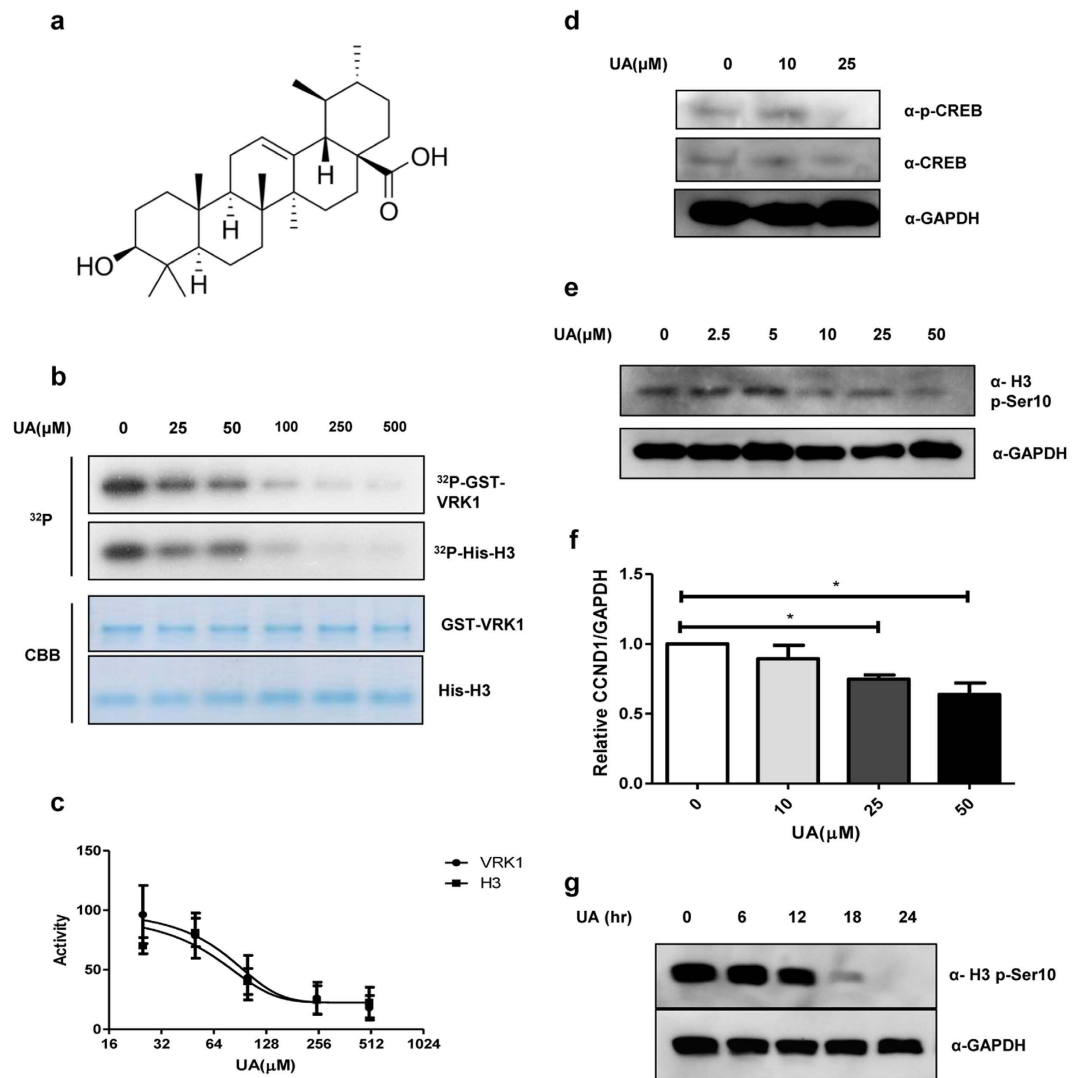 a
H
H
H
HO
OH
O
b
UA(μM) 0 25 50 100 250 500
³²P
³²P-GST-
VRK1
³²P-His-H3
CBB
GST-VRK1
His-H3
c
150
100
50
0
Activity
16 32 64 128 256 512 1024
UA(μM)
VRK1
H3
d
UA(μM) 0 10 25
α-p-CREB
α-CREB
α-GAPDH
e
UA(μM) 0 2.5 5 10 25 50
α- H3
p-Ser10
α-GAPDH
f
Relative CCND1/GAPDH
1.5
1.0
0.5
0.0
*
*
0 10 25 50
UA(μM)
g
UA (hr) 0 6 12 18 24
α- H3 p-Ser10
α-GAPDH